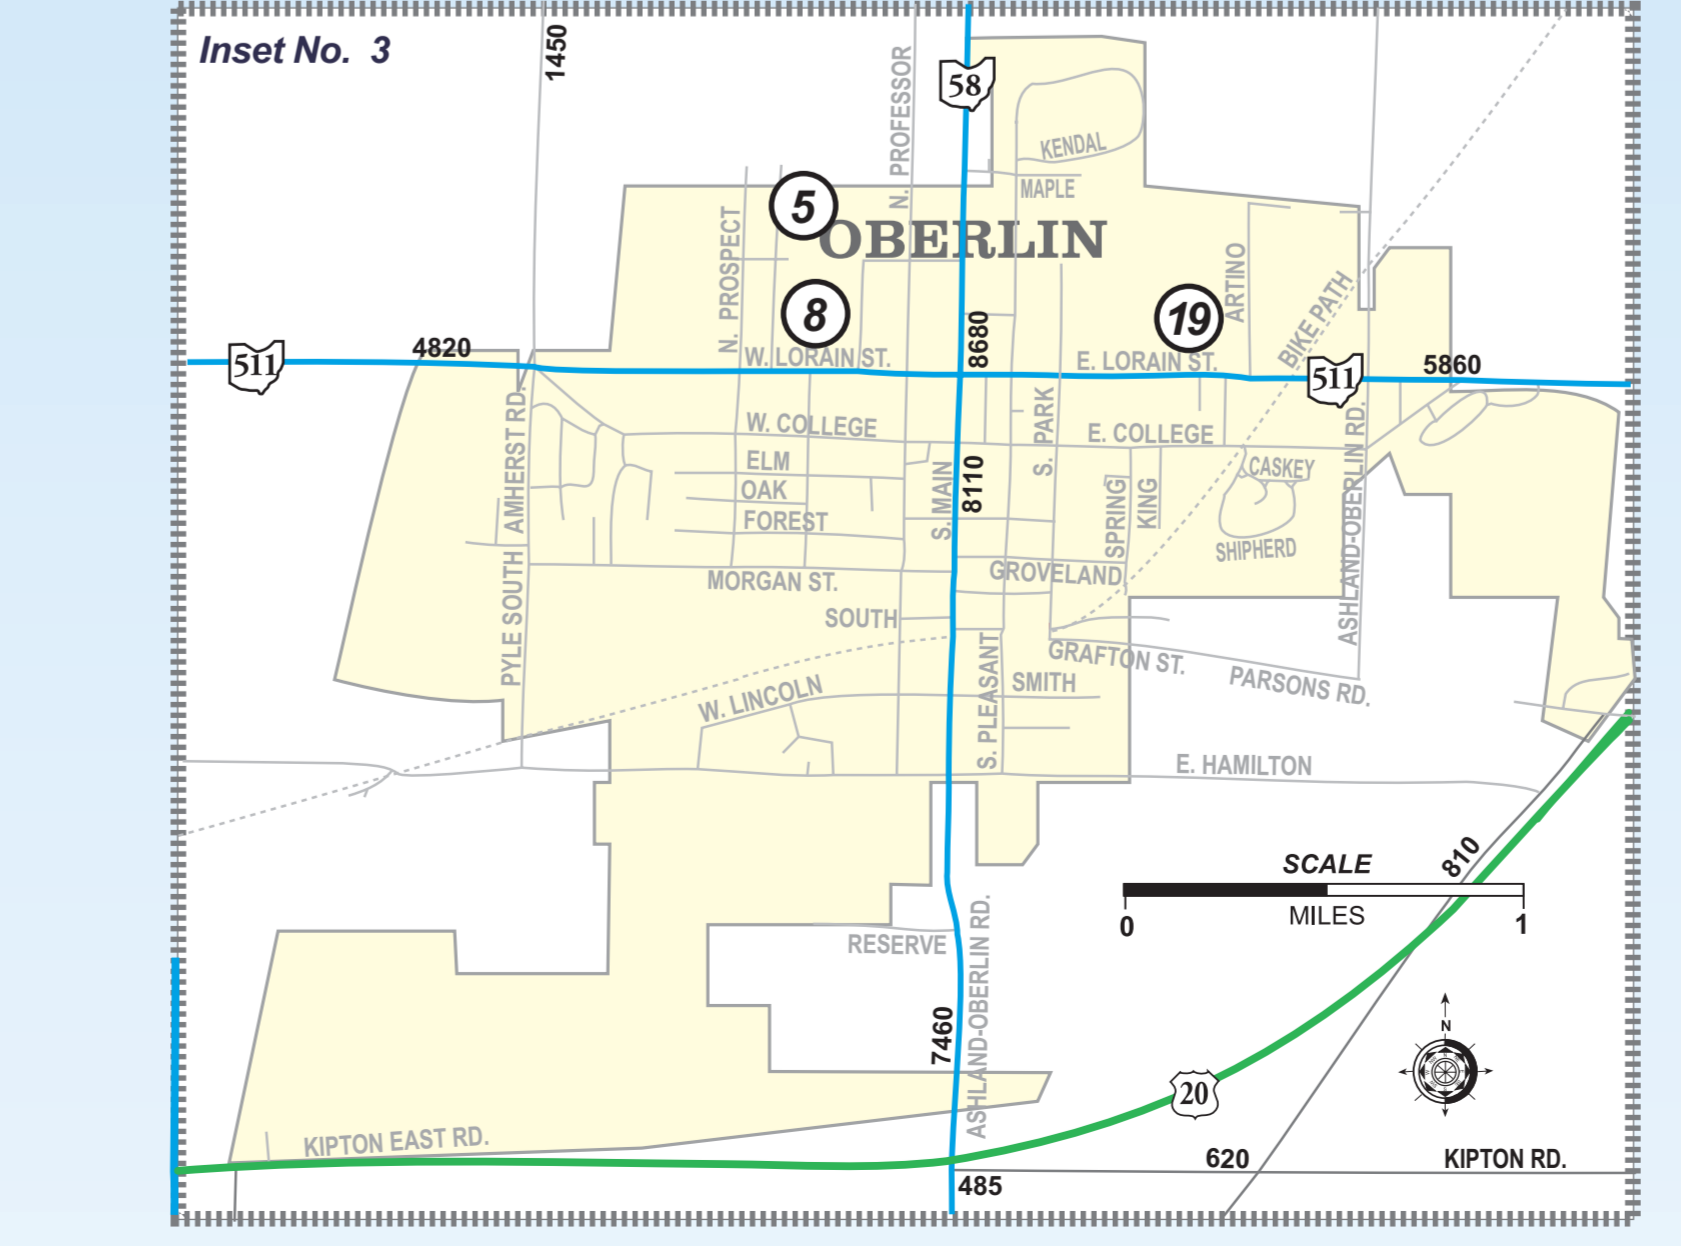 Inset No. 3
1450
N. PROFESSOR
58
KENDAL
MAPLE
5
OBERLIN
N. PROSPECT
ARTINO
BIKE PATH
8
19
8680
511
4820
W. LORAIN ST.
E. LORAIN ST.
511
5860
W. COLLEGE
E. COLLEGE
S. PARK
AMHERST RD.
ELM
OAK
FOREST
S. MAIN
8110
SPRING
KING
CASKEY
SHIPHERD
ASHLAND-OBERLIN RD.
MORGAN ST.
GROVELAND
PYLE SOUTH
SOUTH
GRAFTON ST.
PARSONS RD.
S. PLEASANT
SMITH
W. LINCOLN
E. HAMILTON
810
SCALE
MILES
0
1
RESERVE
ASHLAND-OBERLIN RD.
7460
N
20
KIPTON EAST RD.
620
KIPTON RD.
485